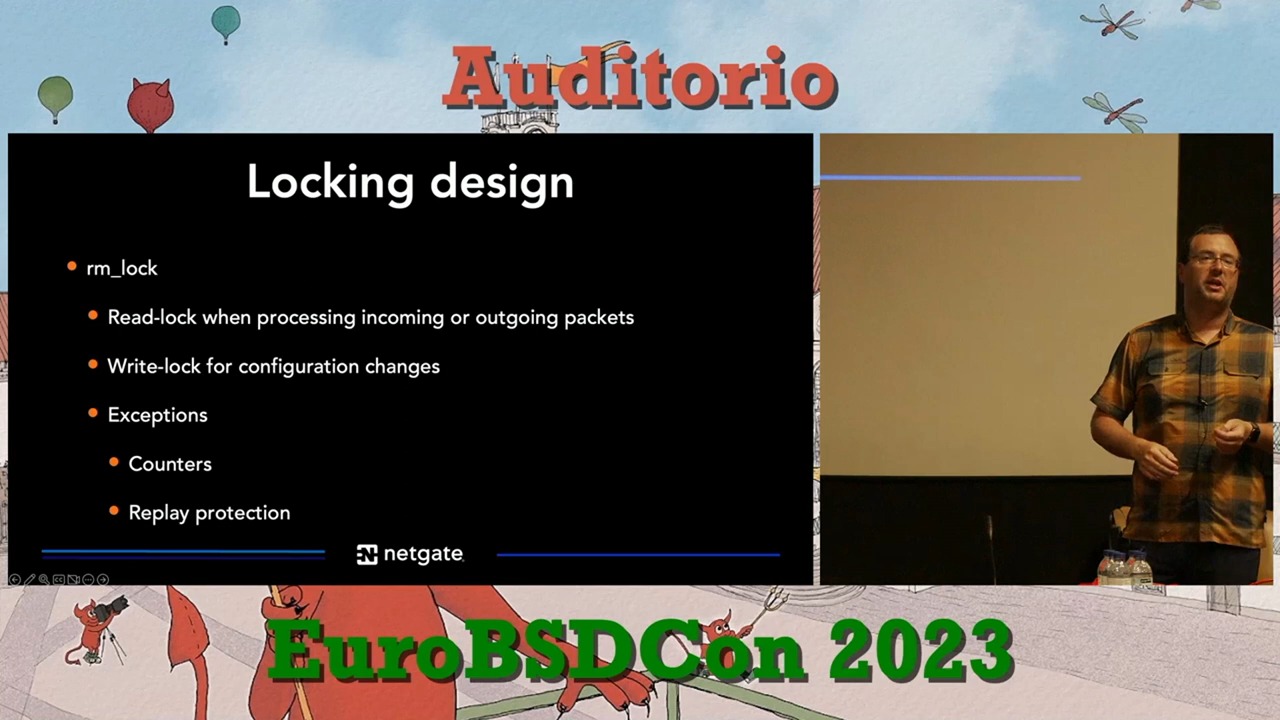 Auditorio
Locking design
rm_lock
Read-lock when processing incoming or outgoing packets
Write-lock for configuration changes
Exceptions
Counters
Replay protection
netgate
EuroBSDCon 2023